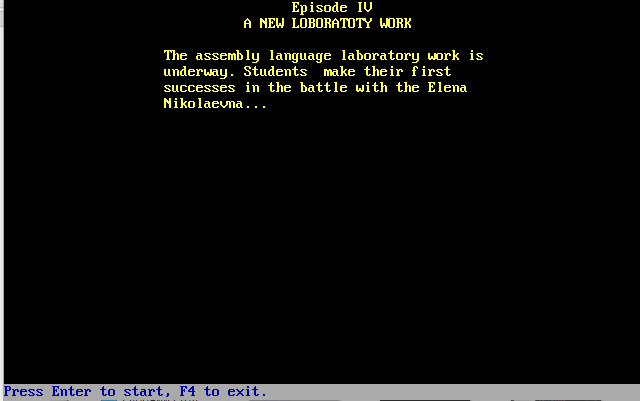 Episode IV
A NEW LOBORATOTY WORK
The assembly language laboratory work is
underway. Students  make their first
successes in the battle with the Elena
Nikolaevna...
Press Enter to start, F4 to exit.